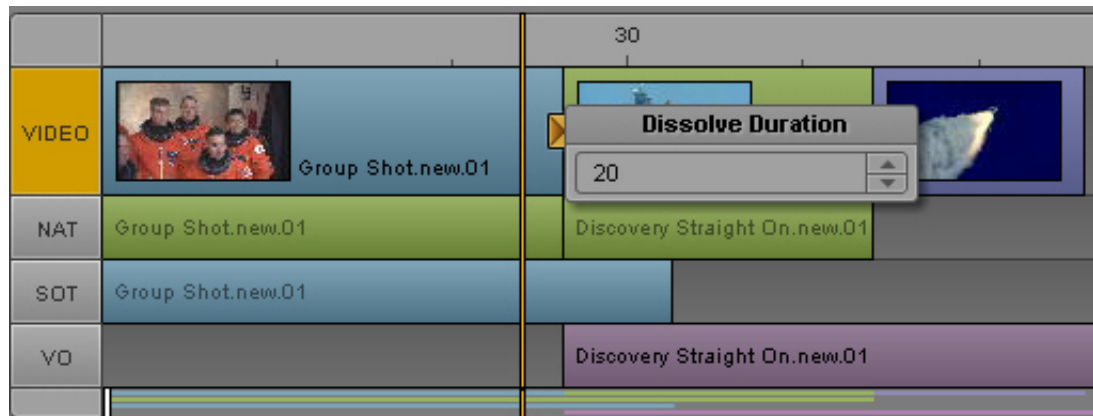 30
VIDEO
Group Shot.new.01
Dissolve Duration
20
NAT
Group Shot.new.01
Discovery Straight On.new.01
SOT
Group Shot.new.01
VO
Discovery Straight On.new.01